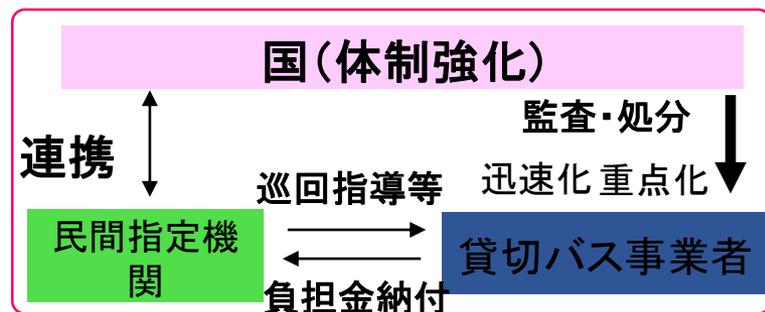 国(体制強化)
監査・処分
連携
迅速化 重点化
巡回指導等
民間指定機
関
貸切バス事業者
負担金納付